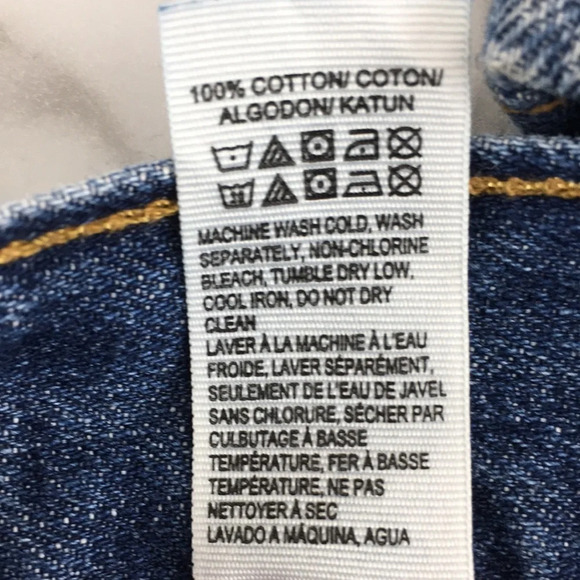 100% COTTON/ COTON/
ALGODON/ KATUN
MACHINE WASH COLD, WASH
SEPARATELY, NON-CHLORINE
BLEACH, TUMBLE DRY LOW,
COOL IRON, DO NOT DRY
CLEAN
LAVER À LA MACHINE À L'EAU
FROIDE, LAVER SÉPARÉMENT,
SEULEMENT DE L'EAU DE JAVEL
SANS CHLORURE, SÉCHER PAR
CULBUTAGE À BASSE
TEMPÉRATURE, FER À BASSE
TEMPÉRATURE, NE PAS
NETTOYER À SEC
LAVADO A MÁQUINA, AGUA